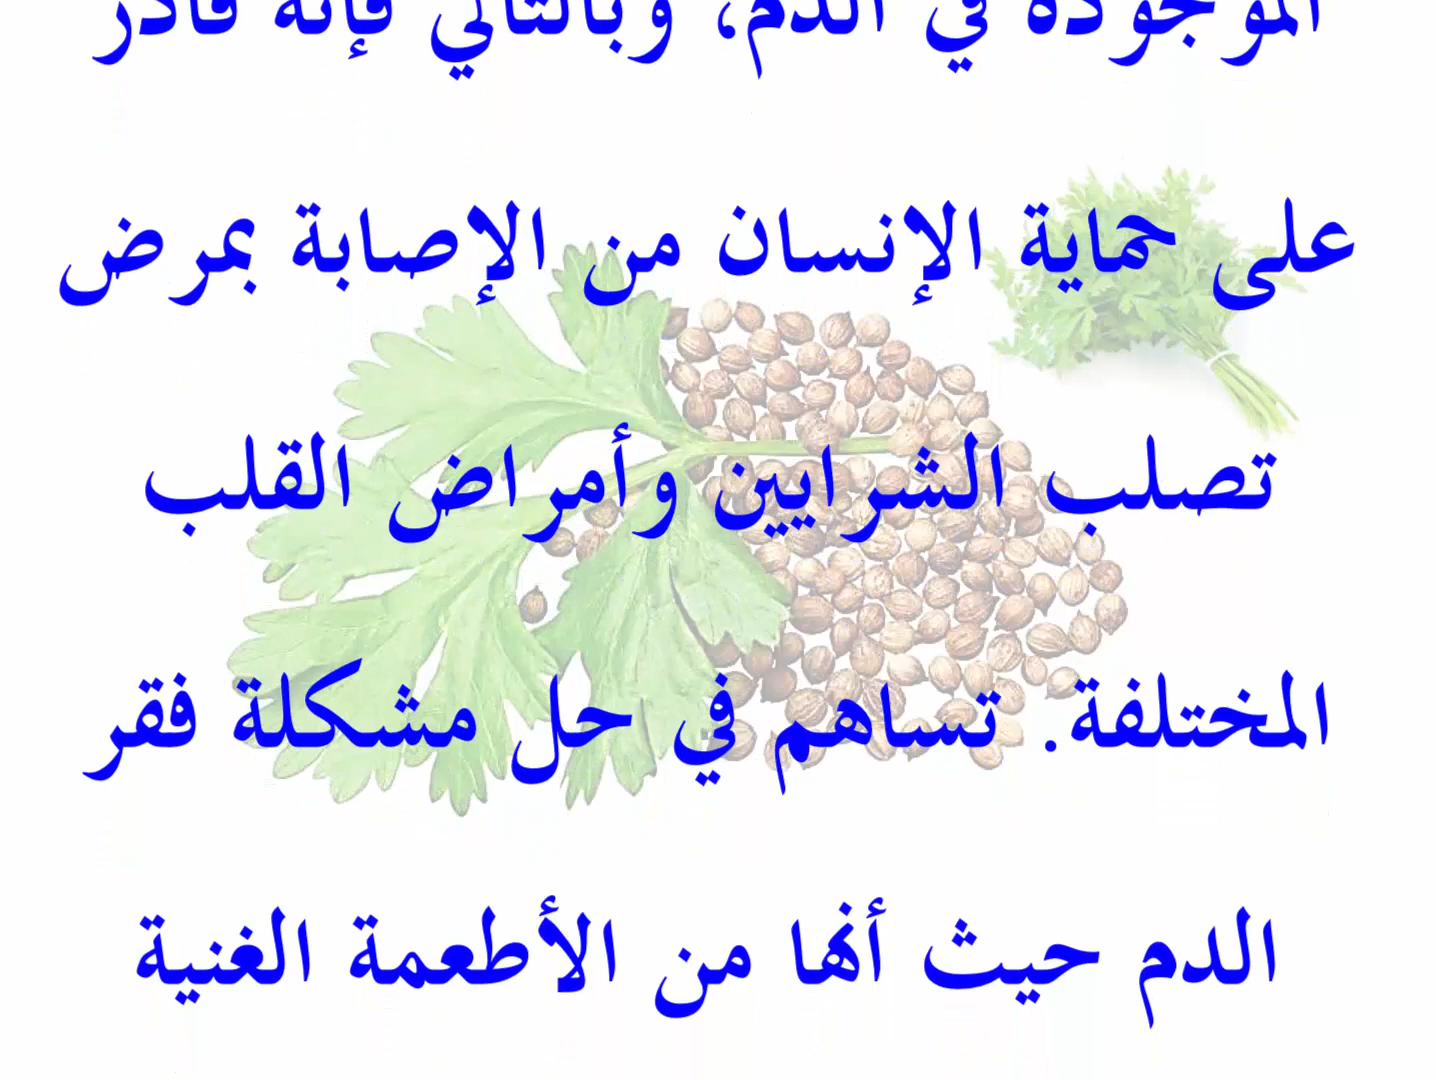 الموجودة في الدم، وبالتالي فإنه قادر
على حماية الإنسان من الإصابة بمرض
تصلب الشرايين وأمراض القلب
المختلفة. تساهم في حل مشكلة فقر
الدم حيث أنها من الأطعمة الغنية